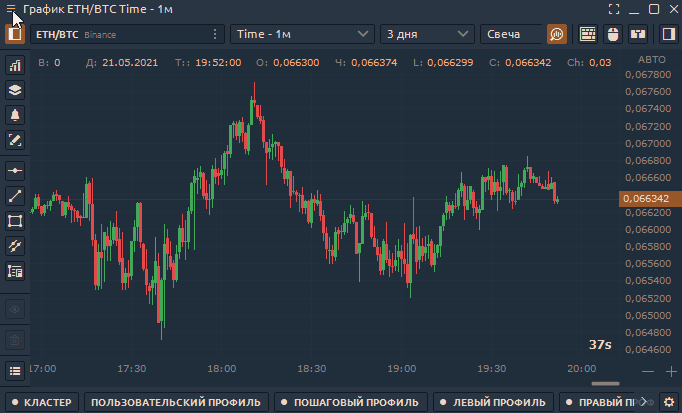 График ETH/BTC Time - 1м
ETH/BTC Binance
Time - 1м
3 дня
Свеча
В: 0 Д: 21.05.2021 Т:: 19:52:00 О: 0,066300 Ч: 0,066374 L: 0,066299 С: 0,066342 Ch: 0,03
АВТО
0,067800
0,067600
0,067400
0,067200
0,067000
0,066800
0,066600
0,066342
0,066200
0,066000
0,065800
0,065600
0,065400
0,065200
0,065000
0,064800
0,064600
37s
17:00 17:30 18:00 18:30 19:00 19:30 20:00
КЛАСТЕР
ПОЛЬЗОВАТЕЛЬСКИЙ ПРОФИЛЬ
ПОШАГОВЫЙ ПРОФИЛЬ
ЛЕВЫЙ ПРОФИЛЬ
ПРАВЫЙ П